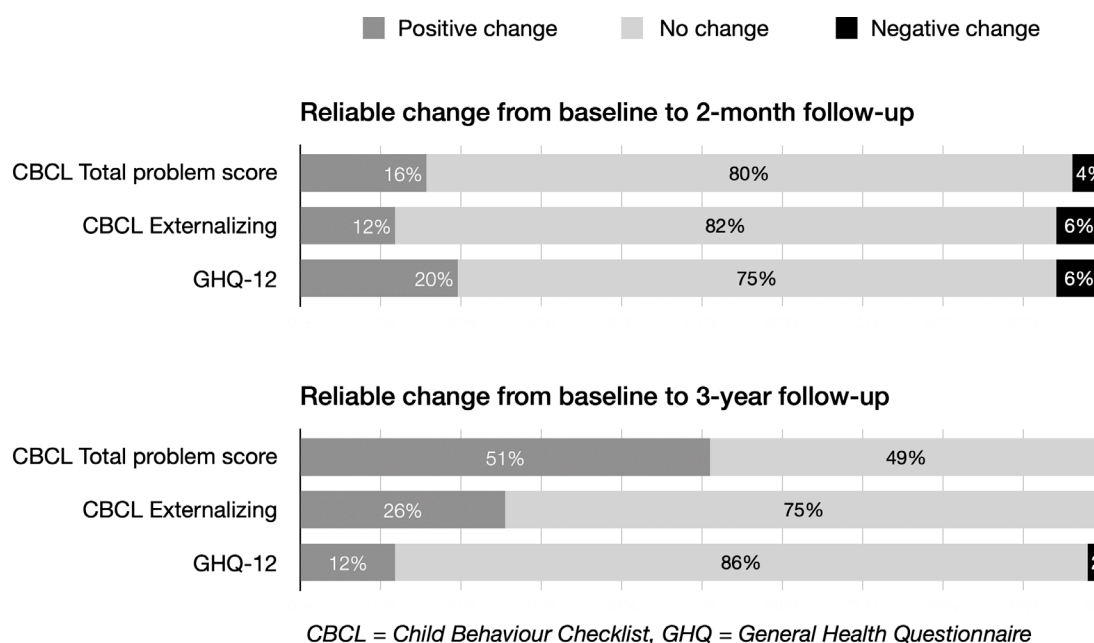 Positive change No change Negative change
Reliable change from baseline to 2-month follow-up
CBCL Total problem score 16% 80% 4%
CBCL Externalizing 12% 82% 6%
GHQ-12 20% 75% 6%
Reliable change from baseline to 3-year follow-up
CBCL Total problem score 51% 49%
CBCL Externalizing 26% 75%
GHQ-12 12% 86%
CBCL = Child Behaviour Checklist, GHQ = General Health Questionnaire